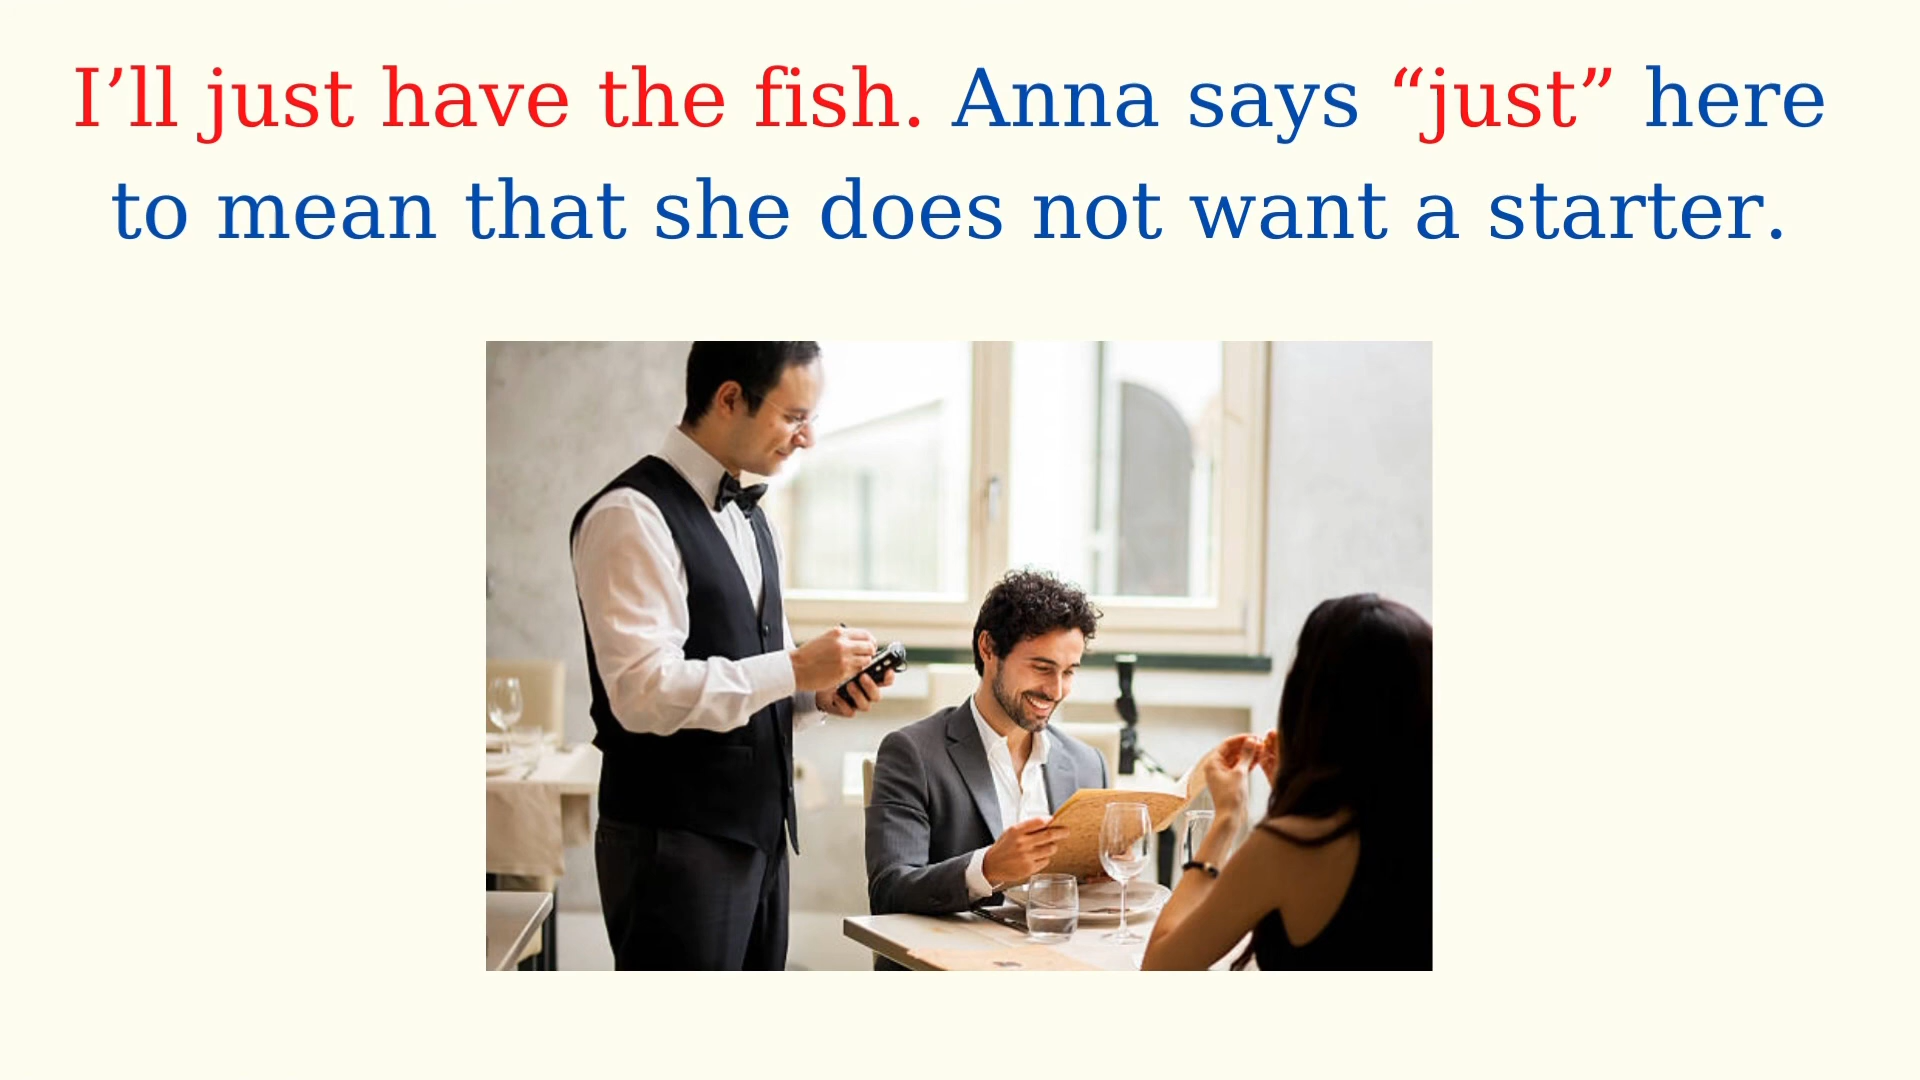 I’ll just have the fish. Anna says “just” here
to mean that she does not want a starter.